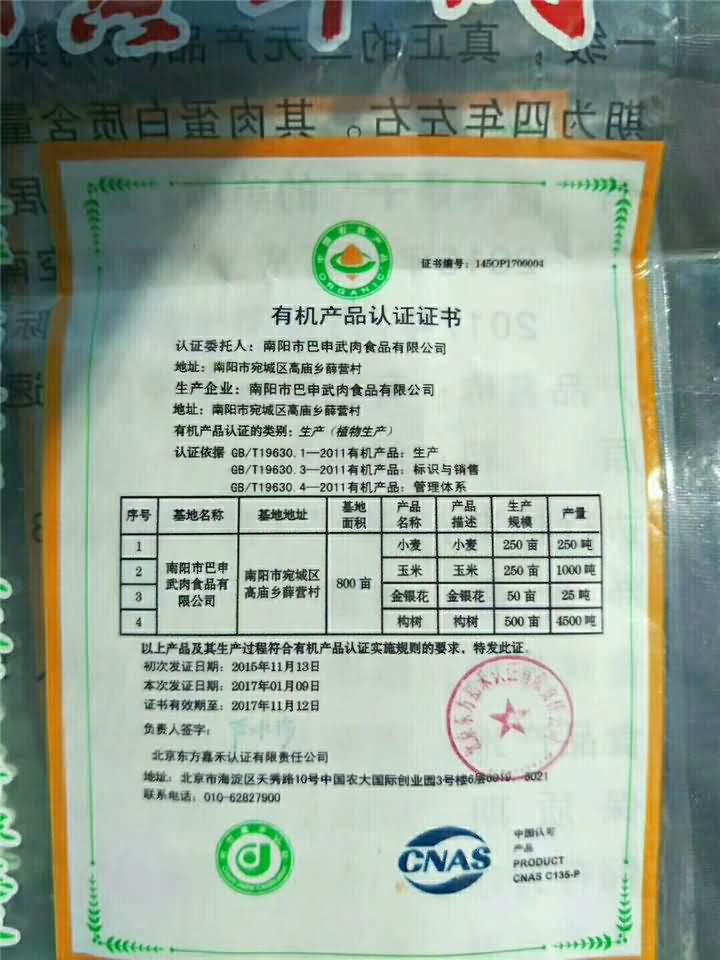 中国有机产品
ORGANIC
证书编号：145OP1700004
有机产品认证证书
认证委托人：南阳市巴申武肉食品有限公司
地址：南阳市宛城区高庙乡薛营村
生产企业：南阳市巴申武肉食品有限公司
地址：南阳市宛城区高庙乡薛营村
有机产品认证的类别：生产（植物生产）
认证依据 GB/T19630.1—2011有机产品：生产
GB/T19630.3—2011有机产品：标识与销售
GB/T19630.4—2011有机产品：管理体系
序号 基地名称 基地地址 基地面积 产品名称 产品描述 生产规模 产量
1 南阳市巴申武肉食品有限公司 南阳市宛城区高庙乡薛营村 800亩 小麦 小麦 250亩 250吨
2 玉米 玉米 250亩 1000吨
3 金银花 金银花 50亩 25吨
4 构树 构树 500亩 4500吨
以上产品及其生产过程符合有机产品认证实施规则的要求，特发此证。
初次发证日期：2015年11月13日
本次发证日期：2017年01月09日
证书有效期至：2017年11月12日
负责人签字：
北京东方嘉禾认证有限责任公司
地址：北京市海淀区天秀路10号中国农大国际创业园3号楼6层6019、6021
联系电话：010-62827900
CNAS
中国认可
产品
PRODUCT
CNAS C135-P